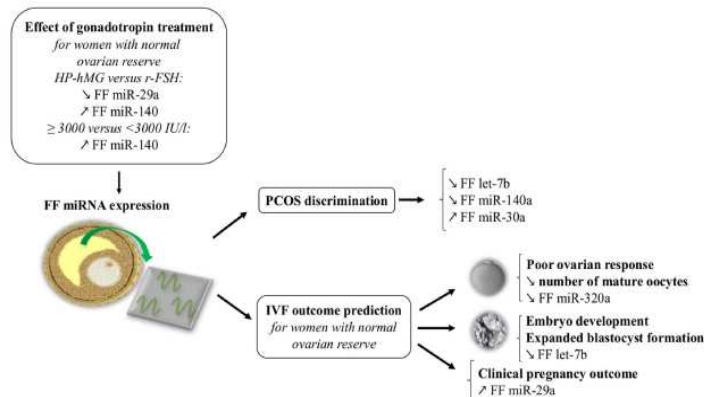 Effect of gonadotropin treatment
for women with normal
ovarian reserve
HP-hMG versus r-FSH:
↘ FF miR-29a
↗ FF miR-140
≥ 3000 versus <3000 IU/l:
↗ FF miR-140
FF miRNA expression
PCOS discrimination
↘ FF let-7b
↘ FF miR-140a
↗ FF miR-30a
IVF outcome prediction
for women with normal
ovarian reserve
Poor ovarian response
↘ number of mature oocytes
↘ FF miR-320a
Embryo development
Expanded blastocyst formation
↘ FF let-7b
Clinical pregnancy outcome
↗ FF miR-29a